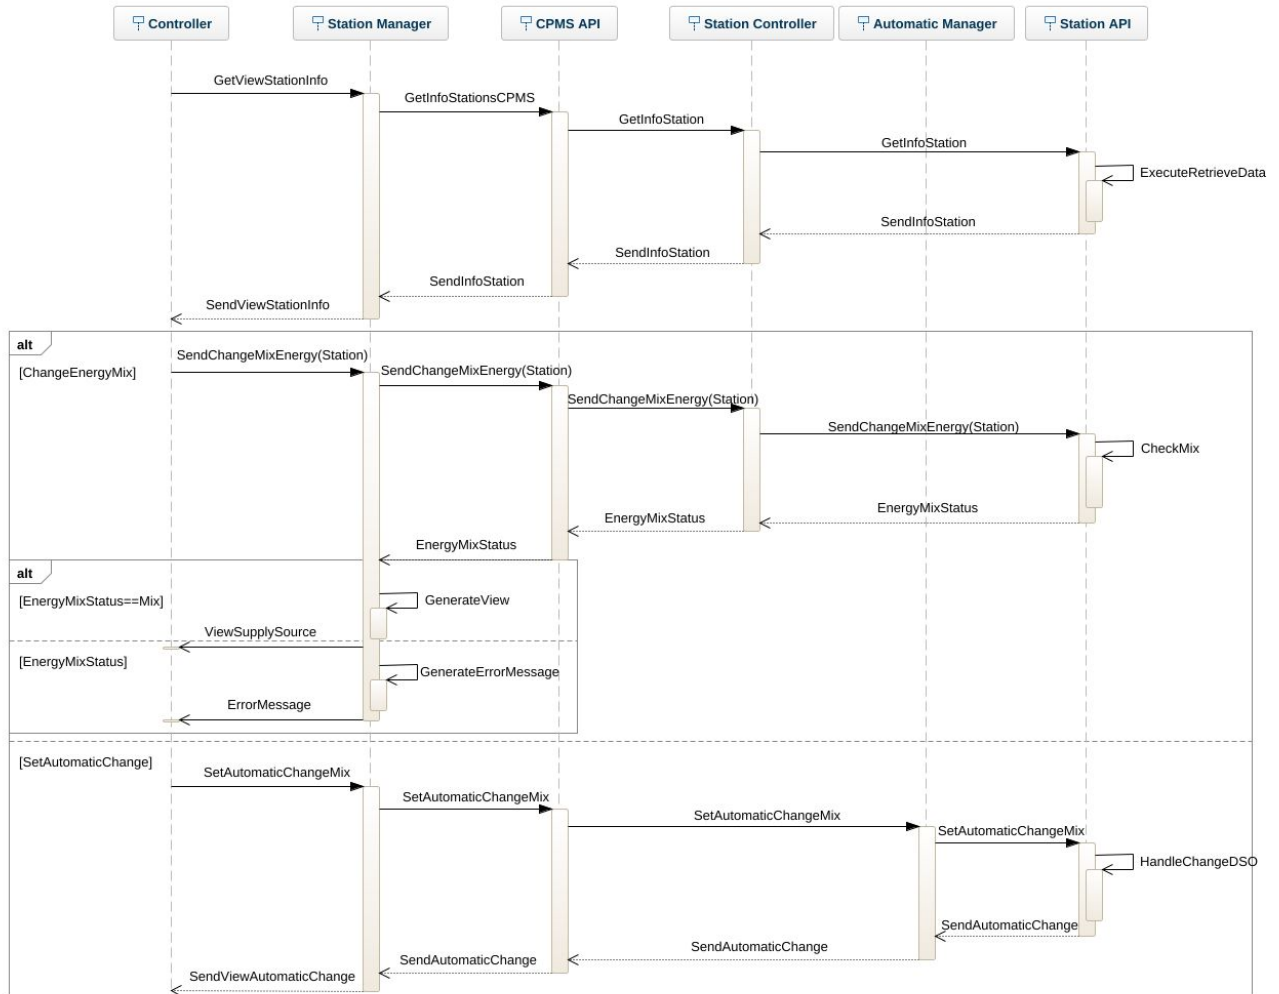 Controller
Station Manager
CPMS API
Station Controller
Automatic Manager
Station API
GetViewStationInfo
GetInfoStationsCPMS
GetInfoStation
GetInfoStation
ExecuteRetrieveData
SendInfoStation
SendInfoStation
SendInfoStation
SendViewStationInfo
alt
[ChangeEnergyMix]
SendChangeMixEnergy(Station)
SendChangeMixEnergy(Station)
SendChangeMixEnergy(Station)
SendChangeMixEnergy(Station)
CheckMix
EnergyMixStatus
EnergyMixStatus
EnergyMixStatus
alt
[EnergyMixStatus==Mix]
GenerateView
ViewSupplySource
[EnergyMixStatus]
GenerateErrorMessage
ErrorMessage
[SetAutomaticChange]
SetAutomaticChangeMix
SetAutomaticChangeMix
SetAutomaticChangeMix
SetAutomaticChangeMix
HandleChangeDSO
SendAutomaticChange
SendAutomaticChange
SendAutomaticChange
SendViewAutomaticChange